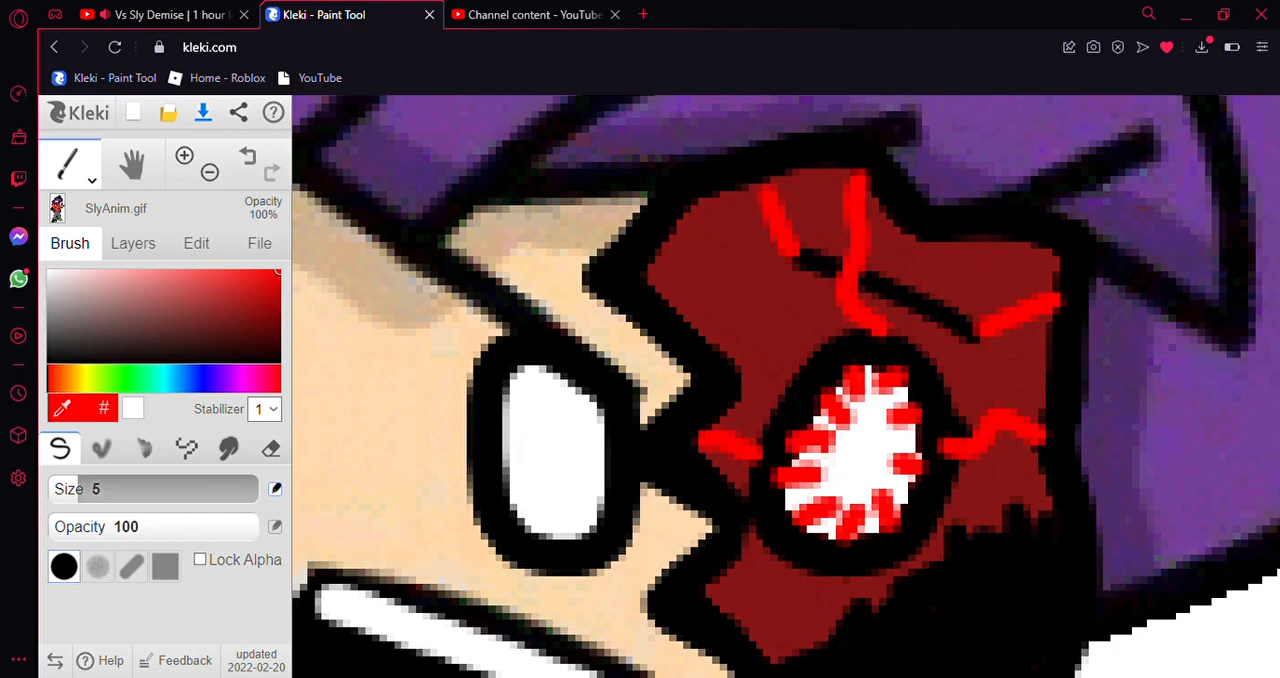 Vs Sly Demise | 1 hour
Kleki - Paint Tool
Channel content - YouTube
kleki.com
Kleki - Paint Tool
Home - Roblox
YouTube
Kleki
SlyAnim.gif
Opacity
100%
Brush
Layers
Edit
File
#
Stabilizer
1
Size 5
Opacity 100
Lock Alpha
Help
Feedback
updated
2022-02-20